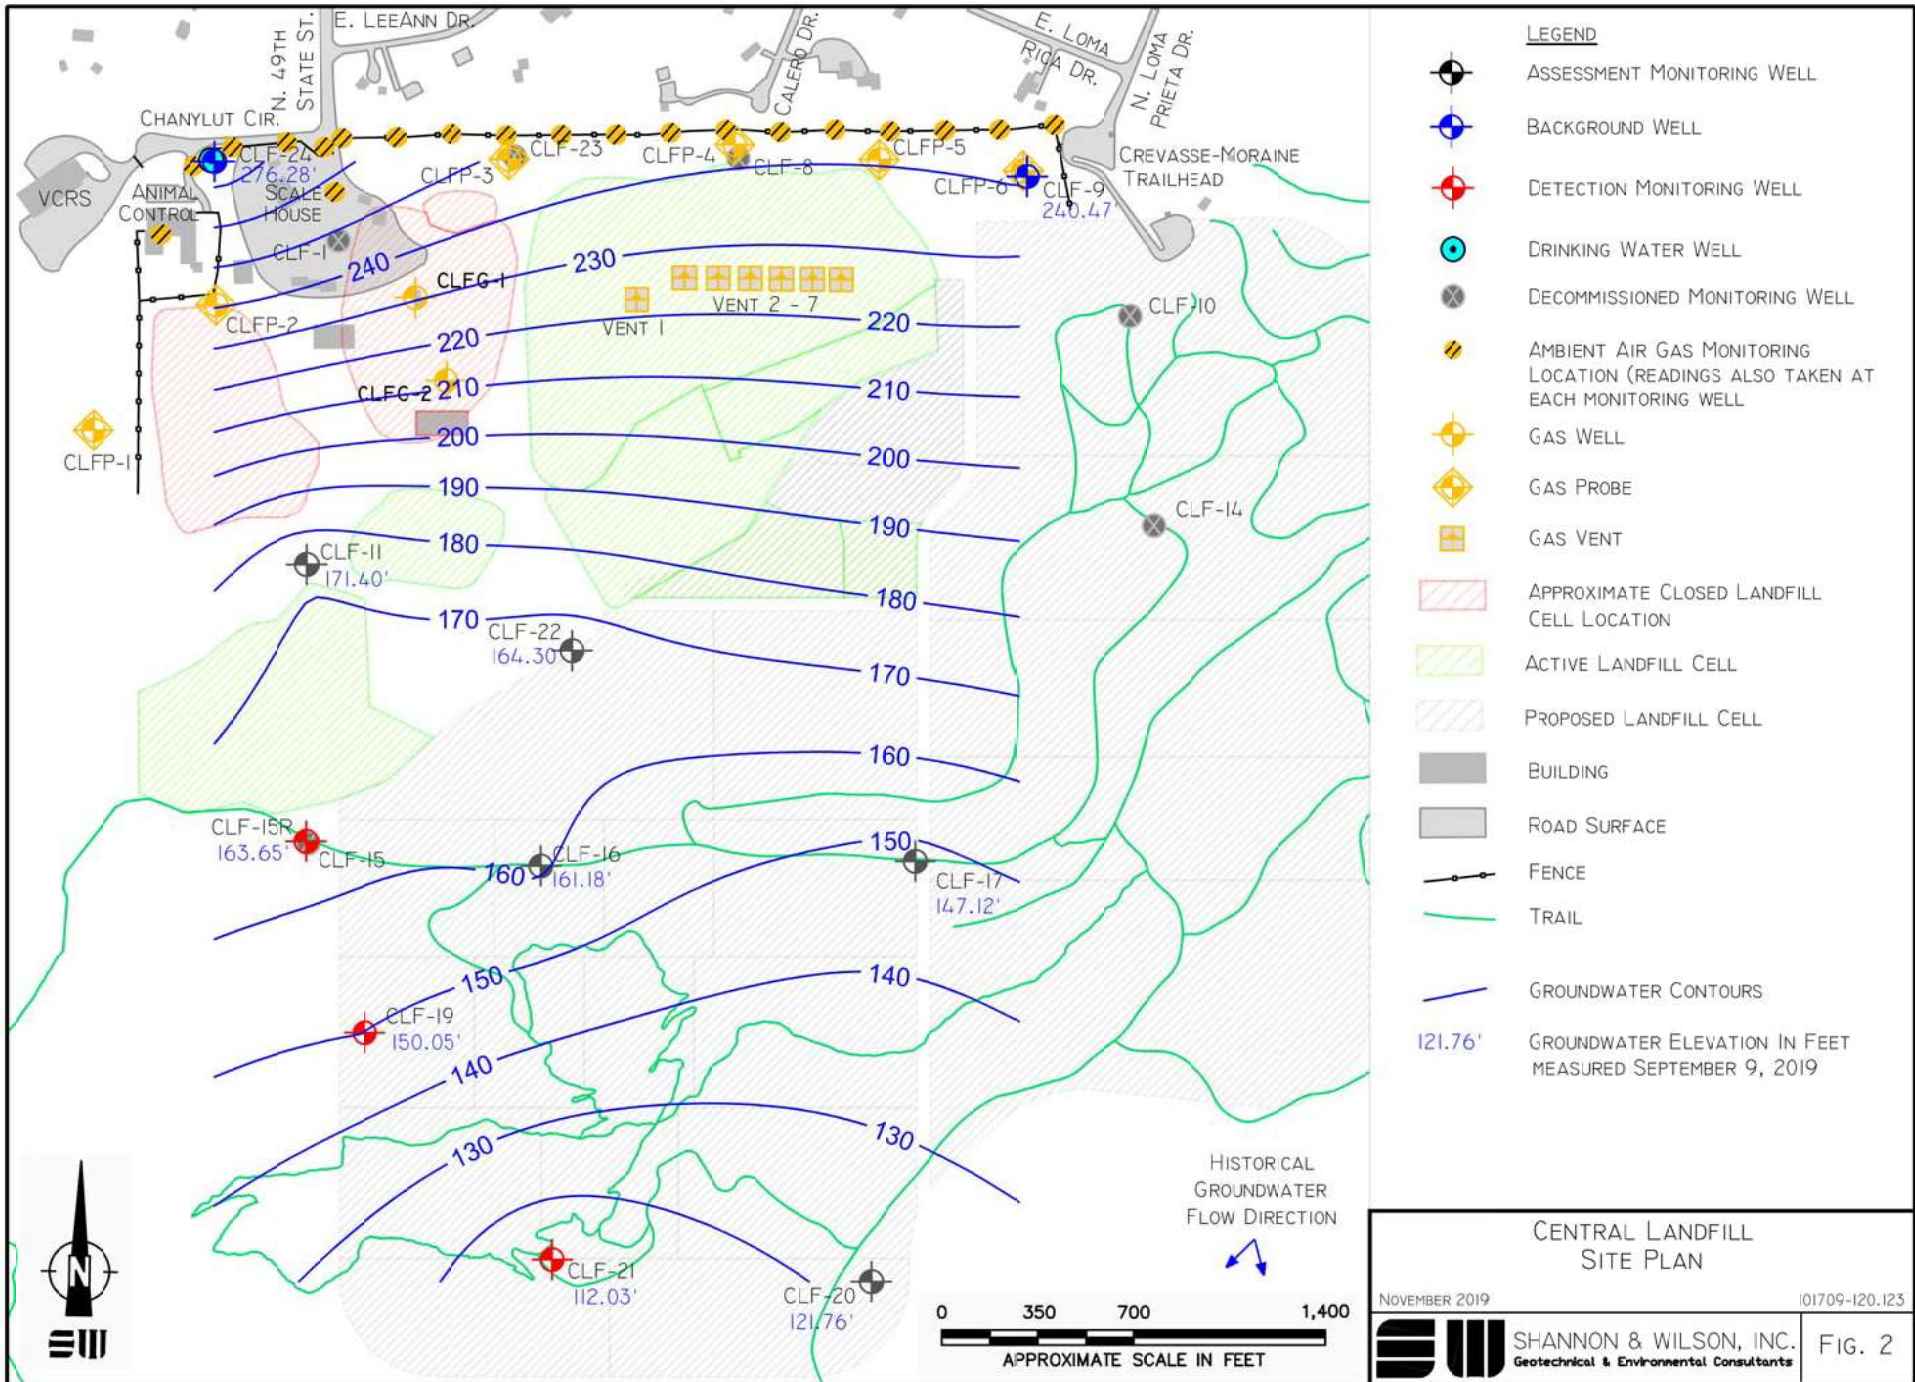 E. LEEANN DR.
N. 49TH
STATE ST.
CALERO DR.
E. LOMA
RICA DR.
N. LOMA
PRIETA DR.
CHANYLUT CIR.
CLF-24
276.28'
CLFP-3
CLF-23
CLFP-4
CLF-8
CLFP-5
CLFP-6
CLF-9
240.47'
CREVASSE-MORAINE
TRAILHEAD
VCRS
ANIMAL
CONTROL
SCALE
HOUSE
CLF-1
240
230
CLFG-1
VENT 1
VENT 2 - 7
CLFP-2
220
220
CLF-10
CLFG-2
210
210
CLFP-1
200
200
190
190
CLF-14
180
CLF-11
171.40'
180
170
CLF-22
164.30'
170
160
CLF-15R
163.65'
CLF-15
CLF-16
161.18'
160
150
CLF-17
147.12'
150
140
CLF-19
150.05'
140
130
130
CLF-21
112.03'
CLF-20
121.76'
HISTORICAL
GROUNDWATER
FLOW DIRECTION
N
0 350 700 1,400
APPROXIMATE SCALE IN FEET
LEGEND
ASSESSMENT MONITORING WELL
BACKGROUND WELL
DETECTION MONITORING WELL
DRINKING WATER WELL
DECOMMISSIONED MONITORING WELL
AMBIENT AIR GAS MONITORING
LOCATION (READINGS ALSO TAKEN AT
EACH MONITORING WELL
GAS WELL
GAS PROBE
GAS VENT
APPROXIMATE CLOSED LANDFILL
CELL LOCATION
ACTIVE LANDFILL CELL
PROPOSED LANDFILL CELL
BUILDING
ROAD SURFACE
FENCE
TRAIL
GROUNDWATER CONTOURS
121.76' GROUNDWATER ELEVATION IN FEET
MEASURED SEPTEMBER 9, 2019
CENTRAL LANDFILL
SITE PLAN
NOVEMBER 2019 101709-120.123
SHANNON & WILSON, INC.
Geotechnical & Environmental Consultants
FIG. 2